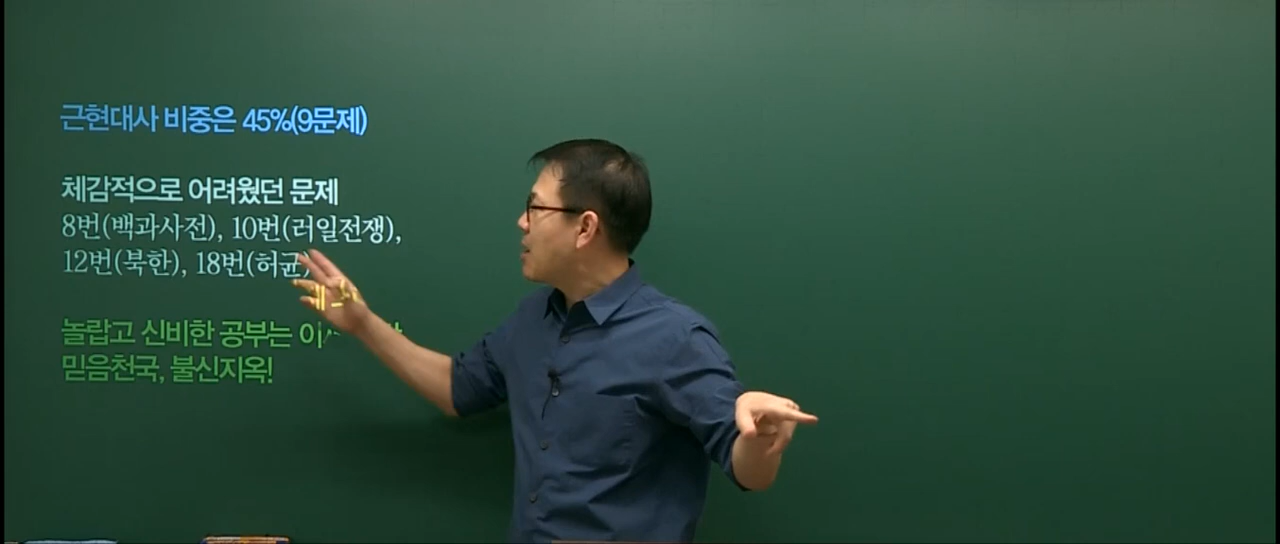 근현대사 비중은 45%(9문제)
체감적으로 어려웠던 문제
8번(백과사전), 10번(러일전쟁),
12번(북한), 18번(허균)
놀랍고 신비한 공부는
믿음천국, 불신지옥!